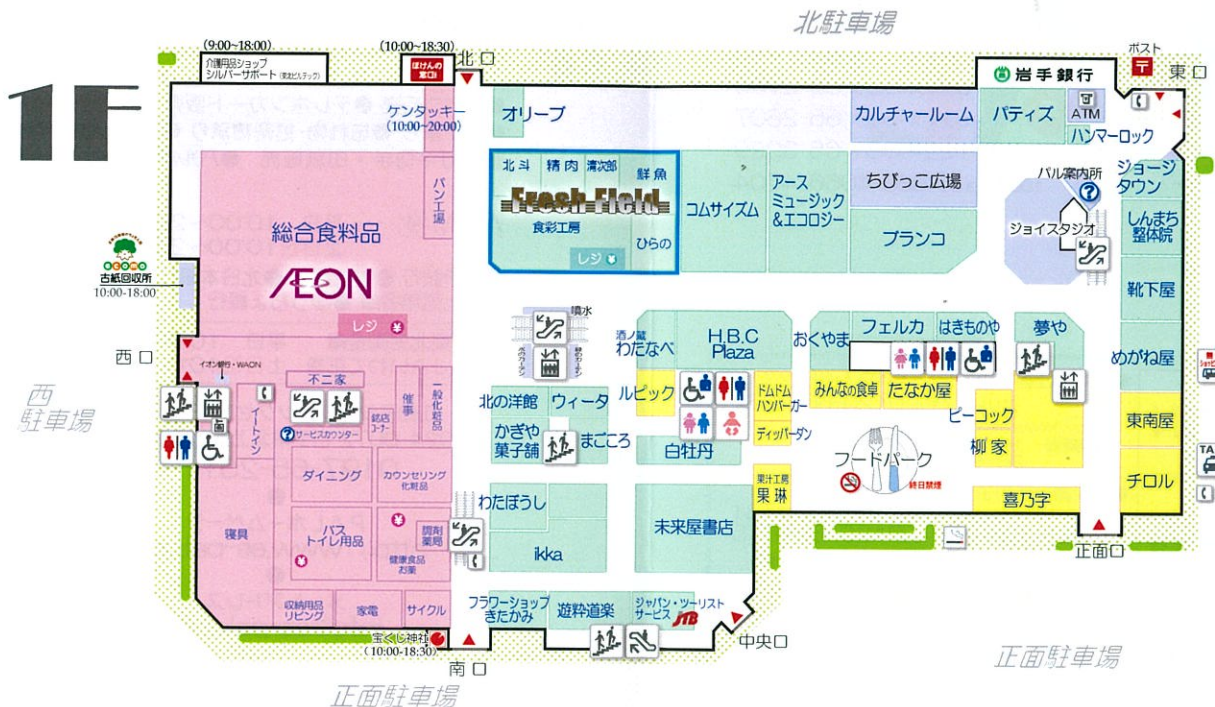 1F
北駐車場
(9:00~18:00)
介護用品ショップ
シルバーサポート
(10:00~18:30)
ほけんの
窓口
北口
岩手銀行
ポスト
東口
ケンタッキー
(10:00~20:00)
オリーブ
カルチャールーム
パティズ
ATM
ハンマーロック
パン工場
北斗
精肉
清次郎
鮮魚
Fresh Field
食彩工房
ひらの
レジ ¥
コムサイズム
アース
ミュージック
&エコロジー
ちびっこ広場
ブランコ
パル案内所
?
ジョイスタジオ
ジョージ
タウン
しんまち
整体院
総合食料品
ÆON
レジ ¥
古紙回収所
10:00-18:00
靴下屋
西口
西
駐車場
イオン銀行・WAON
噴水
酒ノ蔵
わたなべ
H.B.C
Plaza
おくやま
フェルカ
はきものや
夢や
めがね屋
不二家
イートイン
銘店
コーナー
催事
一般化粧品
?サービスカウンター
北の洋館
ウィータ
ルピック
ドムドム
ハンバーガー
みんなの食卓
たなか屋
ピーコック
東南屋
かぎや
菓子舗
まごころ
ディッパーダン
白牡丹
柳家
フードパーク
終日禁煙
ダイニング
カウンセリング
化粧品
果汁工房
果琳
チロル
TA
寝具
バス
トイレ用品
¥
¥
調剤
薬局
健康食品
お薬
わたぼうし
ikka
未来屋書店
喜乃字
正面口
収納用品
リビング
家電
サイクル
フラワーショップ
きたかみ
遊粋道楽
ジャパン・ツーリスト
サービス
JTB
宝くじ神社
(10:00-18:30)
南口
中央口
正面駐車場
正面駐車場